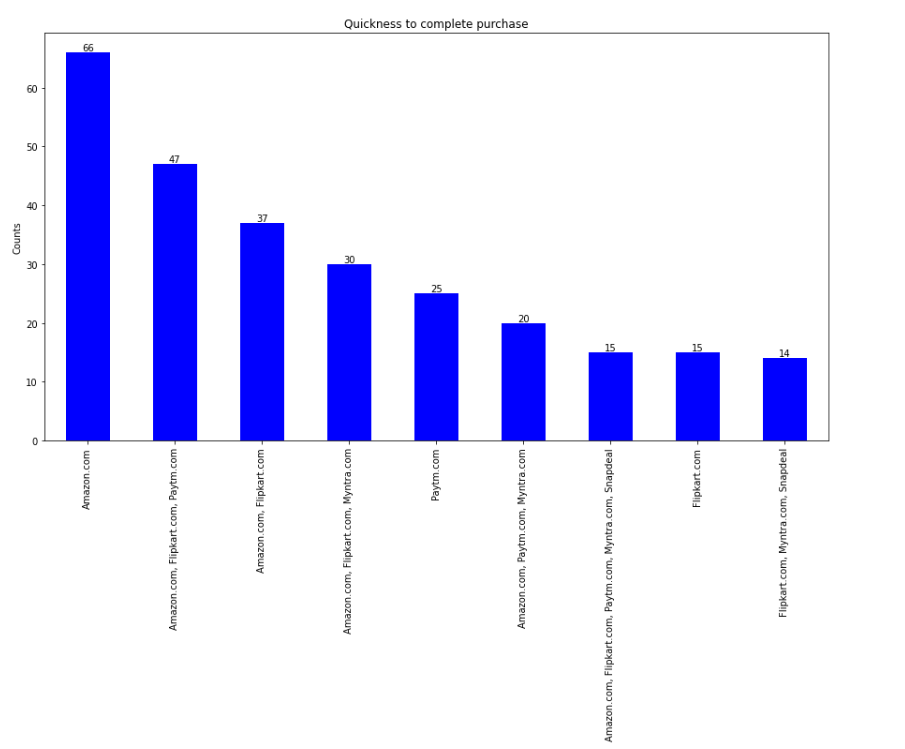 Quickness to complete purchase
66
47
37
30
25
20
15
15
14
60
50
40
30
20
10
0
Counts
Amazon.com
Amazon.com, Flipkart.com, Paytm.com
Amazon.com, Flipkart.com
Amazon.com, Flipkart.com, Myntra.com
Paytm.com
Amazon.com, Paytm.com, Myntra.com
Amazon.com, Flipkart.com, Paytm.com, Myntra.com, Snapdeal
Flipkart.com
Flipkart.com, Myntra.com, Snapdeal